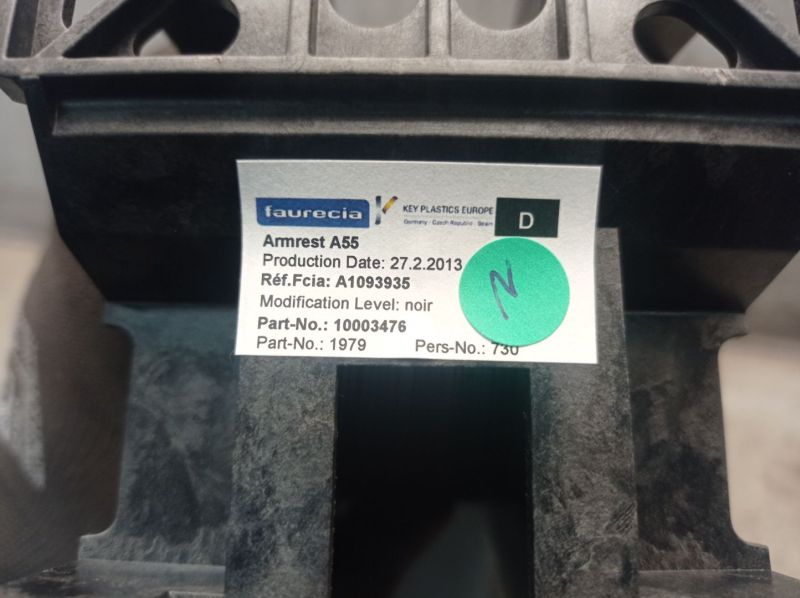 faurecia KEY PLASTICS EUROPE D
Germany · Czech Republic · Spain
Armrest A55
Production Date: 27.2.2013
Réf.Fcia: A1093935
Modification Level: noir
N
Part-No.: 10003476
Part-No.: 1979 Pers-No.: 730